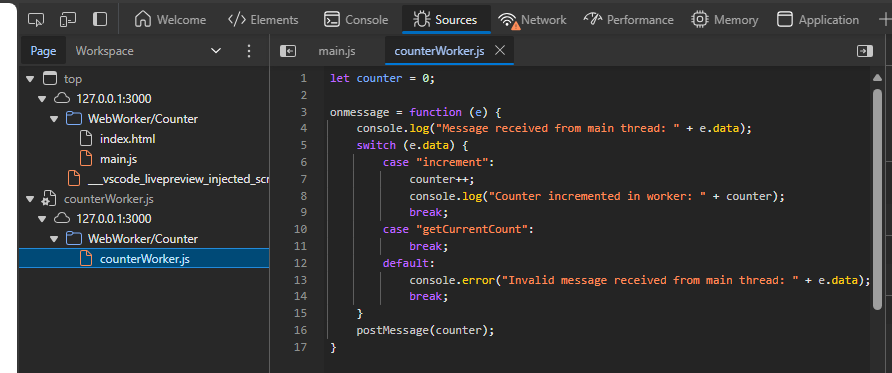 Welcome Elements Console Sources Network Performance Memory Application
Page Workspace main.js counterWorker.js
top
127.0.0.1:3000
WebWorker/Counter
index.html
main.js
___vscode_livepreview_injected_scr
counterWorker.js
127.0.0.1:3000
WebWorker/Counter
counterWorker.js
1 let counter = 0;
2
3 onmessage = function (e) {
4 console.log("Message received from main thread: " + e.data);
5 switch (e.data) {
6 case "increment":
7 counter++;
8 console.log("Counter incremented in worker: " + counter);
9 break;
10 case "getCurrentCount":
11 break;
12 default:
13 console.error("Invalid message received from main thread: " + e.data);
14 break;
15 }
16 postMessage(counter);
17 }